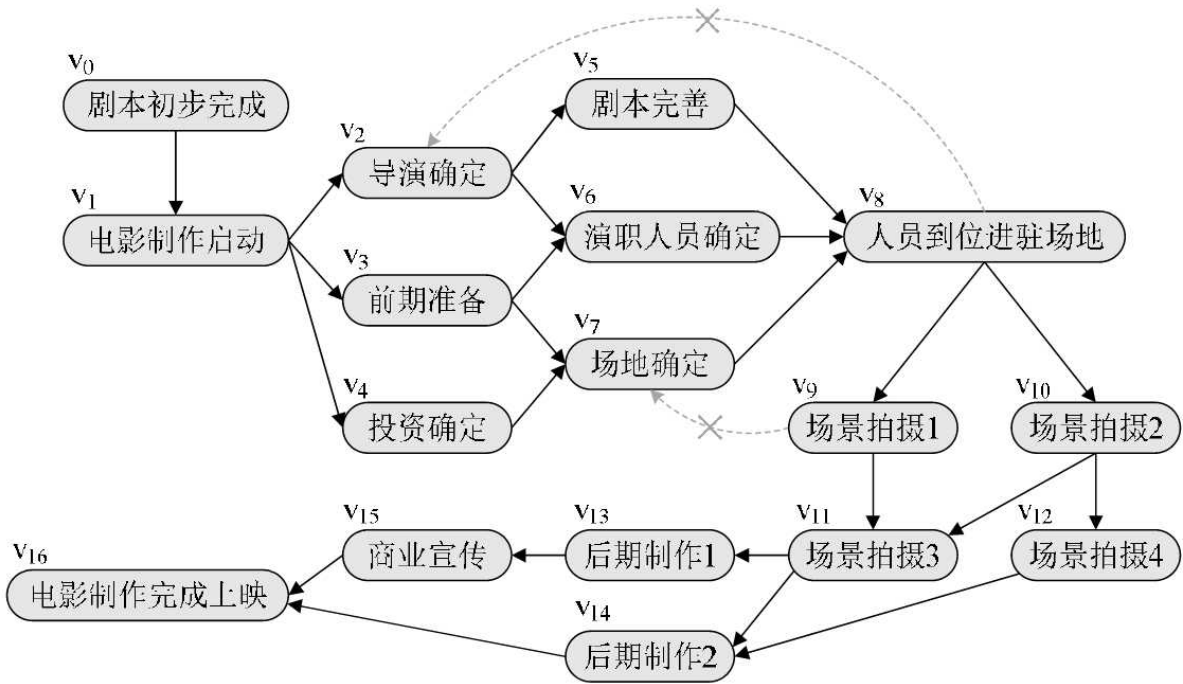 v0
剧本初步完成
v1
电影制作启动
v2
导演确定
v3
前期准备
v4
投资确定
v5
剧本完善
v6
演职人员确定
v7
场地确定
v8
人员到位进驻场地
v9
场景拍摄1
v10
场景拍摄2
v11
场景拍摄3
v12
场景拍摄4
v13
后期制作1
v14
后期制作2
v15
商业宣传
v16
电影制作完成上映